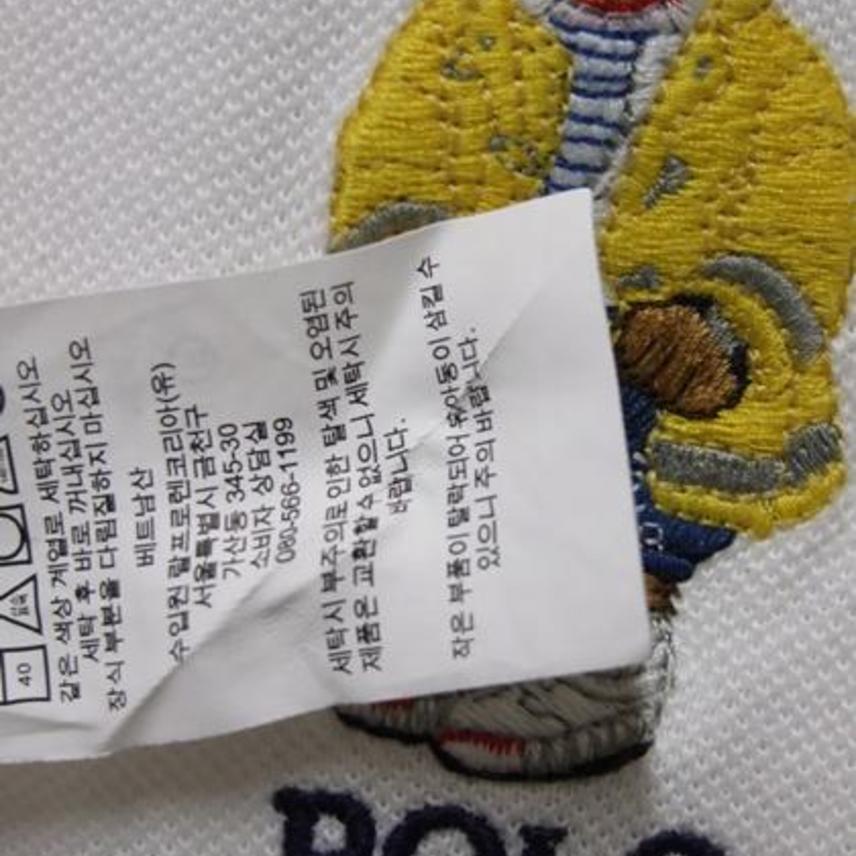 40
같은 색상 계열로 세탁하십시오
세탁 후 바로 꺼내십시오
장식 부분을 다림질하지 마십시오
베트남산
수입원 랄프로렌코리아(유)
서울특별시 금천구
가산동 345-30
소비자 상담실
080-566-1199
세탁시 부주의로인한 탈색 및 오염된
제품은 교환할수 없으니 세탁시 주의
바랍니다.
작은 부품이 탈락되어 유아동이 삼킬 수
있으니 주의 바랍니다.
POLO